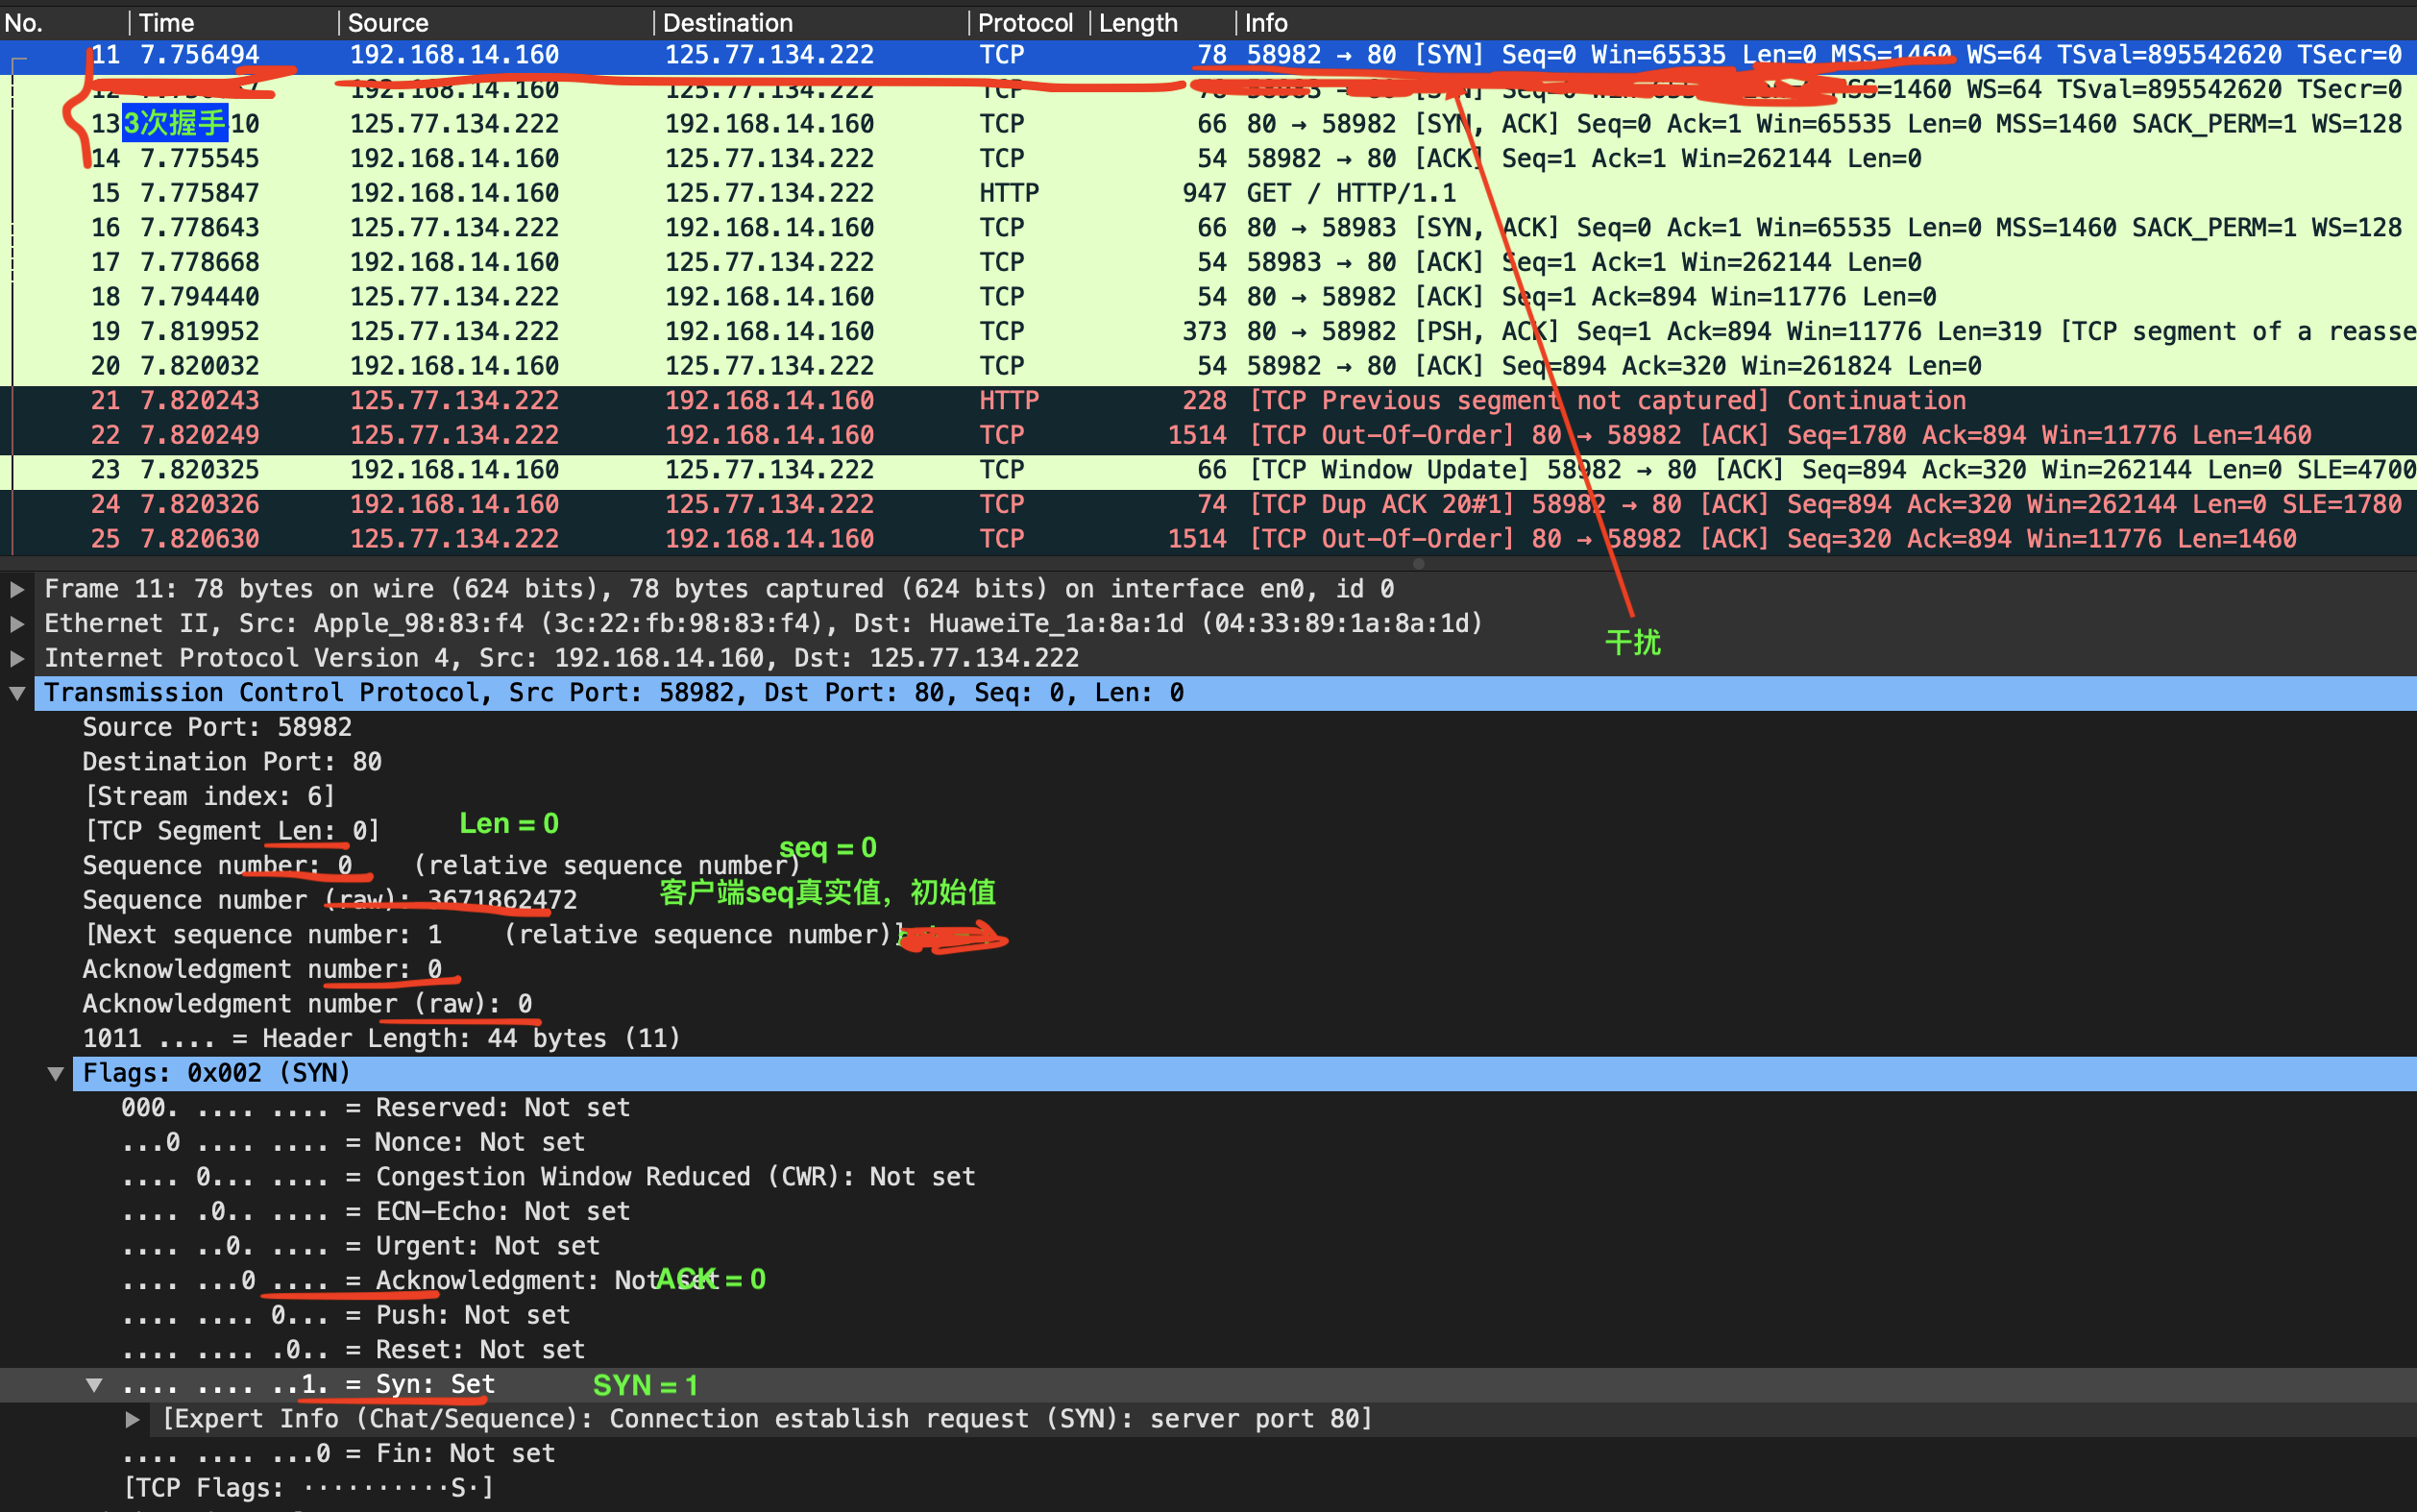 No. Time Source Destination Protocol Length Info
11 7.756494 192.168.14.160 125.77.134.222 TCP 78 58982 → 80 [SYN] Seq=0 Win=65535 Len=0 MSS=1460 WS=64 TSval=895542620 TSecr=0
12 192.168.14.160 125.77.134.222 TCP 78 58983 → 80 [SYN] Seq=0 MSS=1460 WS=64 TSval=895542620 TSecr=0
13 3次握手 10 125.77.134.222 192.168.14.160 TCP 66 80 → 58982 [SYN, ACK] Seq=0 Ack=1 Win=65535 Len=0 MSS=1460 SACK_PERM=1 WS=128
14 7.775545 192.168.14.160 125.77.134.222 TCP 54 58982 → 80 [ACK] Seq=1 Ack=1 Win=262144 Len=0
15 7.775847 192.168.14.160 125.77.134.222 HTTP 947 GET / HTTP/1.1
16 7.778643 125.77.134.222 192.168.14.160 TCP 66 80 → 58983 [SYN, ACK] Seq=0 Ack=1 Win=65535 Len=0 MSS=1460 SACK_PERM=1 WS=128
17 7.778668 192.168.14.160 125.77.134.222 TCP 54 58983 → 80 [ACK] Seq=1 Ack=1 Win=262144 Len=0
18 7.794440 125.77.134.222 192.168.14.160 TCP 54 80 → 58982 [ACK] Seq=1 Ack=894 Win=11776 Len=0
19 7.819952 125.77.134.222 192.168.14.160 TCP 373 80 → 58982 [PSH, ACK] Seq=1 Ack=894 Win=11776 Len=319 [TCP segment of a reasse
20 7.820032 192.168.14.160 125.77.134.222 TCP 54 58982 → 80 [ACK] Seq=894 Ack=320 Win=261824 Len=0
21 7.820243 125.77.134.222 192.168.14.160 HTTP 228 [TCP Previous segment not captured] Continuation
22 7.820249 125.77.134.222 192.168.14.160 TCP 1514 [TCP Out-Of-Order] 80 → 58982 [ACK] Seq=1780 Ack=894 Win=11776 Len=1460
23 7.820325 192.168.14.160 125.77.134.222 TCP 66 [TCP Window Update] 58982 → 80 [ACK] Seq=894 Ack=320 Win=262144 Len=0 SLE=4700
24 7.820326 192.168.14.160 125.77.134.222 TCP 74 [TCP Dup ACK 20#1] 58982 → 80 [ACK] Seq=894 Ack=320 Win=262144 Len=0 SLE=1780
25 7.820630 125.77.134.222 192.168.14.160 TCP 1514 [TCP Out-Of-Order] 80 → 58982 [ACK] Seq=320 Ack=894 Win=11776 Len=1460
Frame 11: 78 bytes on wire (624 bits), 78 bytes captured (624 bits) on interface en0, id 0
Ethernet II, Src: Apple_98:83:f4 (3c:22:fb:98:83:f4), Dst: HuaweiTe_1a:8a:1d (04:33:89:1a:8a:1d)
干扰
Internet Protocol Version 4, Src: 192.168.14.160, Dst: 125.77.134.222
Transmission Control Protocol, Src Port: 58982, Dst Port: 80, Seq: 0, Len: 0
Source Port: 58982
Destination Port: 80
[Stream index: 6]
[TCP Segment Len: 0] Len = 0
seq = 0
Sequence number: 0 (relative sequence number)
Sequence number (raw): 3671862472 客户端seq真实值，初始值
[Next sequence number: 1 (relative sequence number)]
Acknowledgment number: 0
Acknowledgment number (raw): 0
1011 .... = Header Length: 44 bytes (11)
Flags: 0x002 (SYN)
000. .... .... = Reserved: Not set
...0 .... .... = Nonce: Not set
.... 0... .... = Congestion Window Reduced (CWR): Not set
.... .0.. .... = ECN-Echo: Not set
.... ..0. .... = Urgent: Not set
.... ...0 .... = Acknowledgment: Not set ACK = 0
.... .... 0... = Push: Not set
.... .... .0.. = Reset: Not set
.... .... ..1. = Syn: Set SYN = 1
[Expert Info (Chat/Sequence): Connection establish request (SYN): server port 80]
.... .... ...0 = Fin: Not set
[TCP Flags: ··········S·]